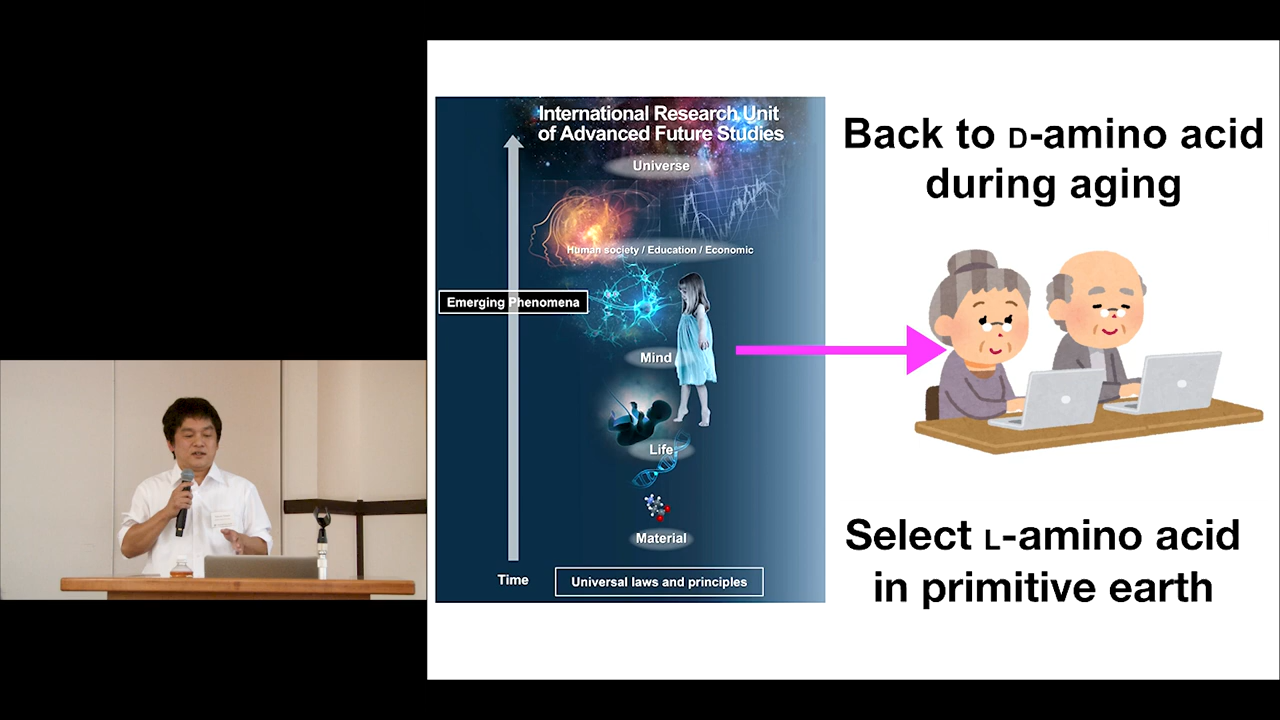 International Research Unit
of Advanced Future Studies
Universe
Human society / Education / Economic
Emerging Phenomena
Mind
Life
Material
Time
Universal laws and principles
Back to D-amino acid
during aging
Select L-amino acid
in primitive earth